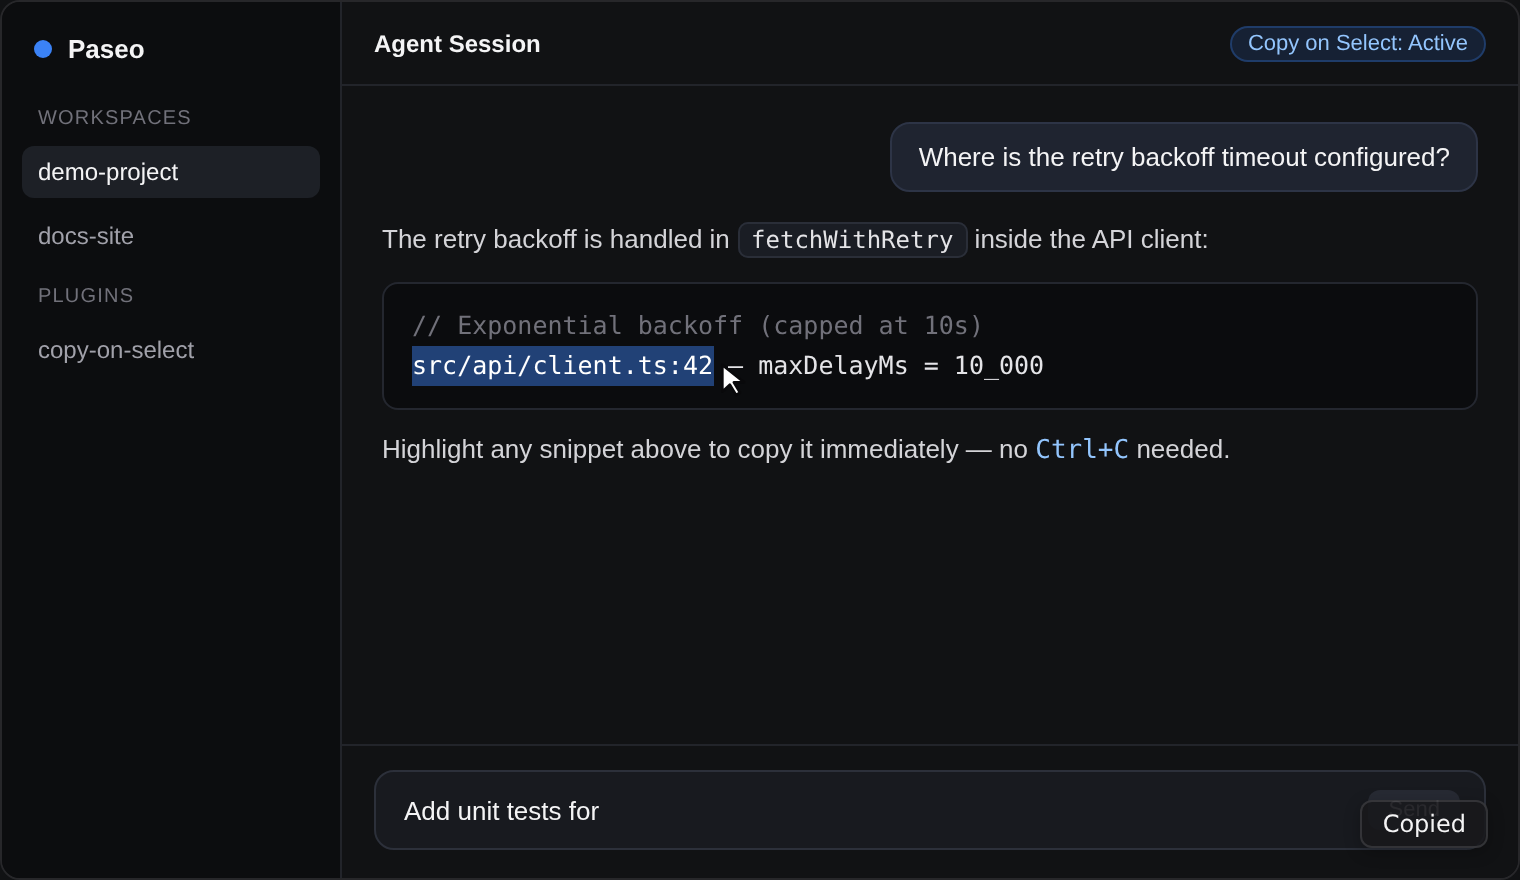 Paseo
WORKSPACES
demo-project
docs-site
PLUGINS
copy-on-select
Agent Session
Copy on Select: Active
Where is the retry backoff timeout configured?
The retry backoff is handled in fetchWithRetry inside the API client:
// Exponential backoff (capped at 10s)
src/api/client.ts:42 — maxDelayMs = 10_000
Highlight any snippet above to copy it immediately — no Ctrl+C needed.
Add unit tests for
Send
Copied